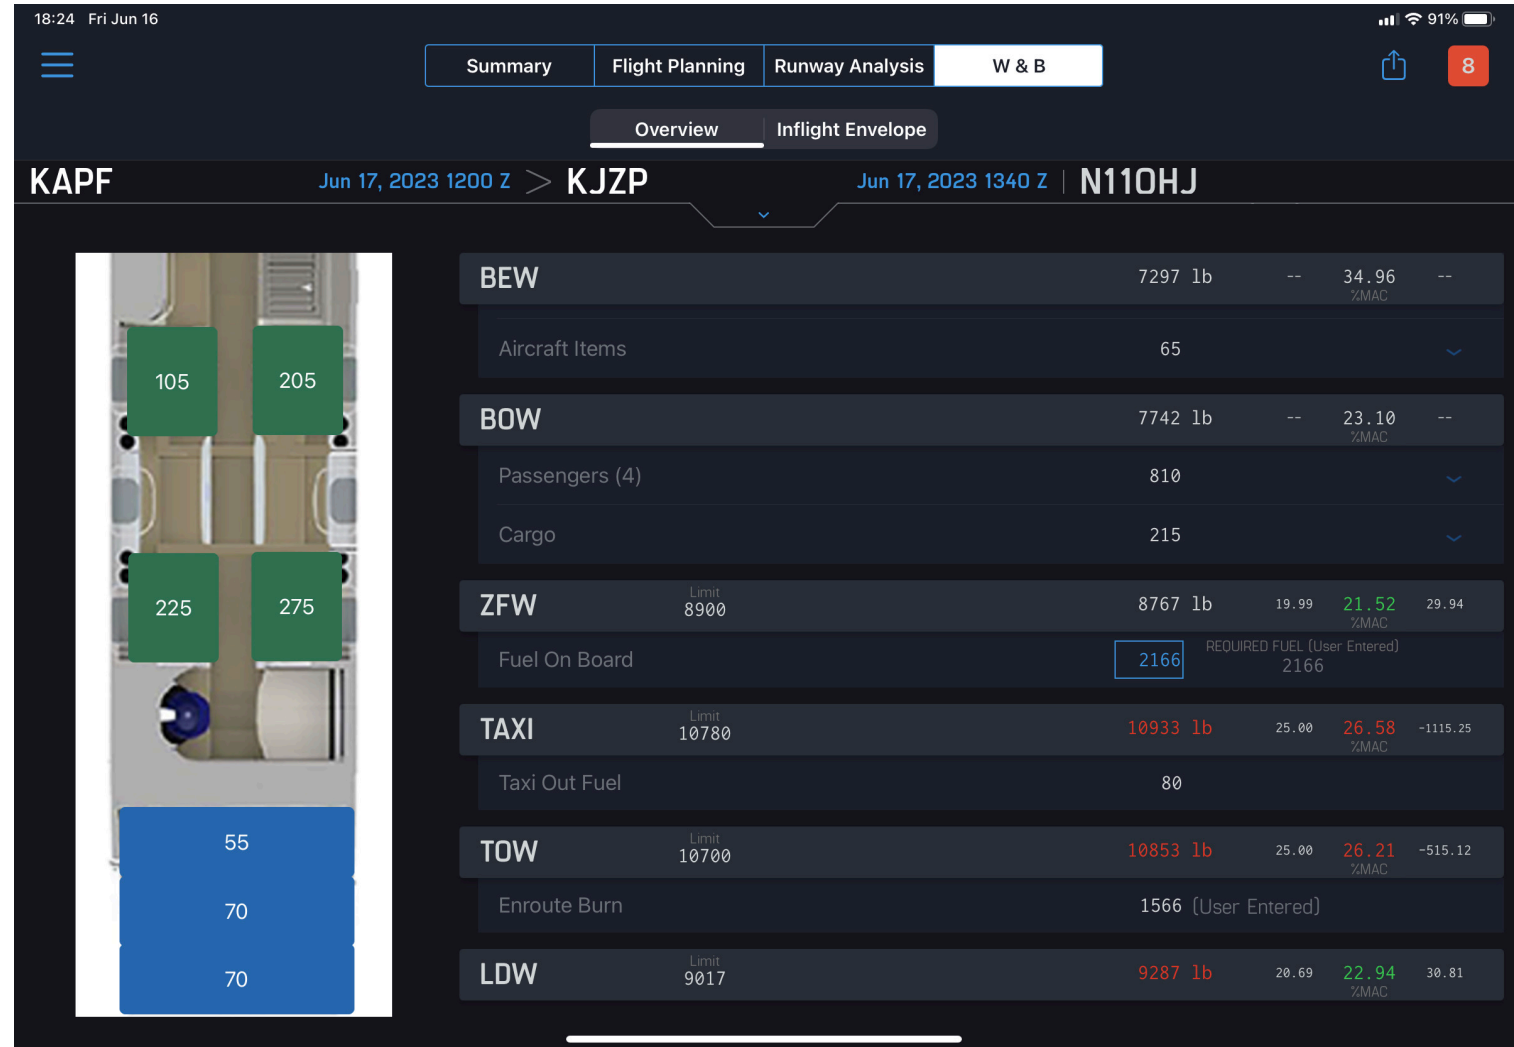 18:24 Fri Jun 16 91%
Summary Flight Planning Runway Analysis W & B 8
Overview Inflight Envelope
KAPF Jun 17, 2023 1200 Z > KJZP Jun 17, 2023 1340 Z | N110HJ
BEW 7297 lb -- 34.96 --
%MAC
Aircraft Items 65
105 205
BOW 7742 lb -- 23.10 --
%MAC
Passengers (4) 810
Cargo 215
ZFW Limit 8900 8767 lb 19.99 21.52 29.94
%MAC
225 275
Fuel On Board 2166 REQUIRED FUEL (User Entered)
2166
TAXI Limit 10780 10933 lb 25.00 26.58 -1115.25
%MAC
Taxi Out Fuel 80
55
TOW Limit 10700 10853 lb 25.00 26.21 -515.12
%MAC
70
Enroute Burn 1566 (User Entered)
70
LDW Limit 9017 9287 lb 20.69 22.94 30.81
%MAC